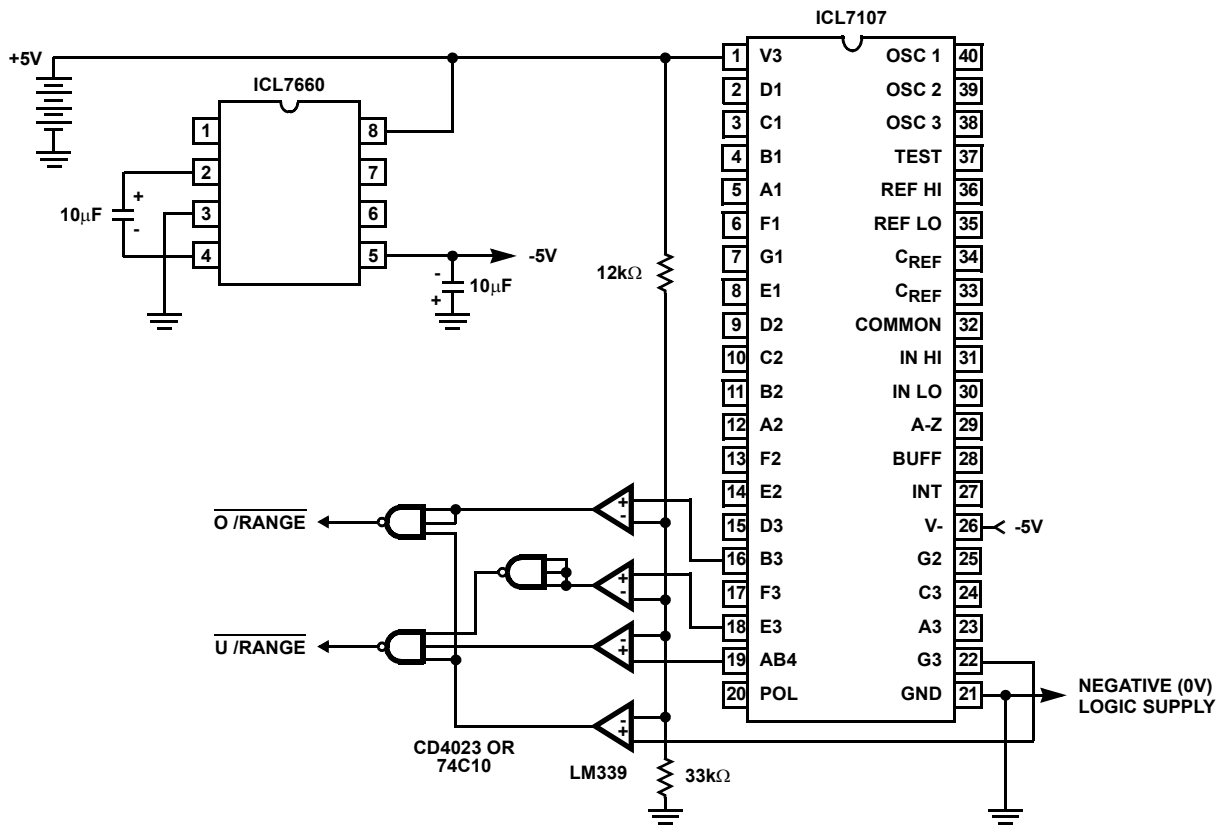 ICL7107
+5V
ICL7660
1 8
2 7
3 6
4 5
+
10µF
-
-5V
-
10µF
+
12kΩ
1 V3 OSC 1 40
2 D1 OSC 2 39
3 C1 OSC 3 38
4 B1 TEST 37
5 A1 REF HI 36
6 F1 REF LO 35
7 G1 CREF 34
8 E1 CREF 33
9 D2 COMMON 32
10 C2 IN HI 31
11 B2 IN LO 30
12 A2 A-Z 29
13 F2 BUFF 28
14 E2 INT 27
15 D3 V- 26 -5V
16 B3 G2 25
17 F3 C3 24
18 E3 A3 23
19 AB4 G3 22
20 POL GND 21
O /RANGE
+
-
+
-
U /RANGE
-
+
-
+
CD4023 OR
74C10
LM339
33kΩ
NEGATIVE (0V)
LOGIC SUPPLY